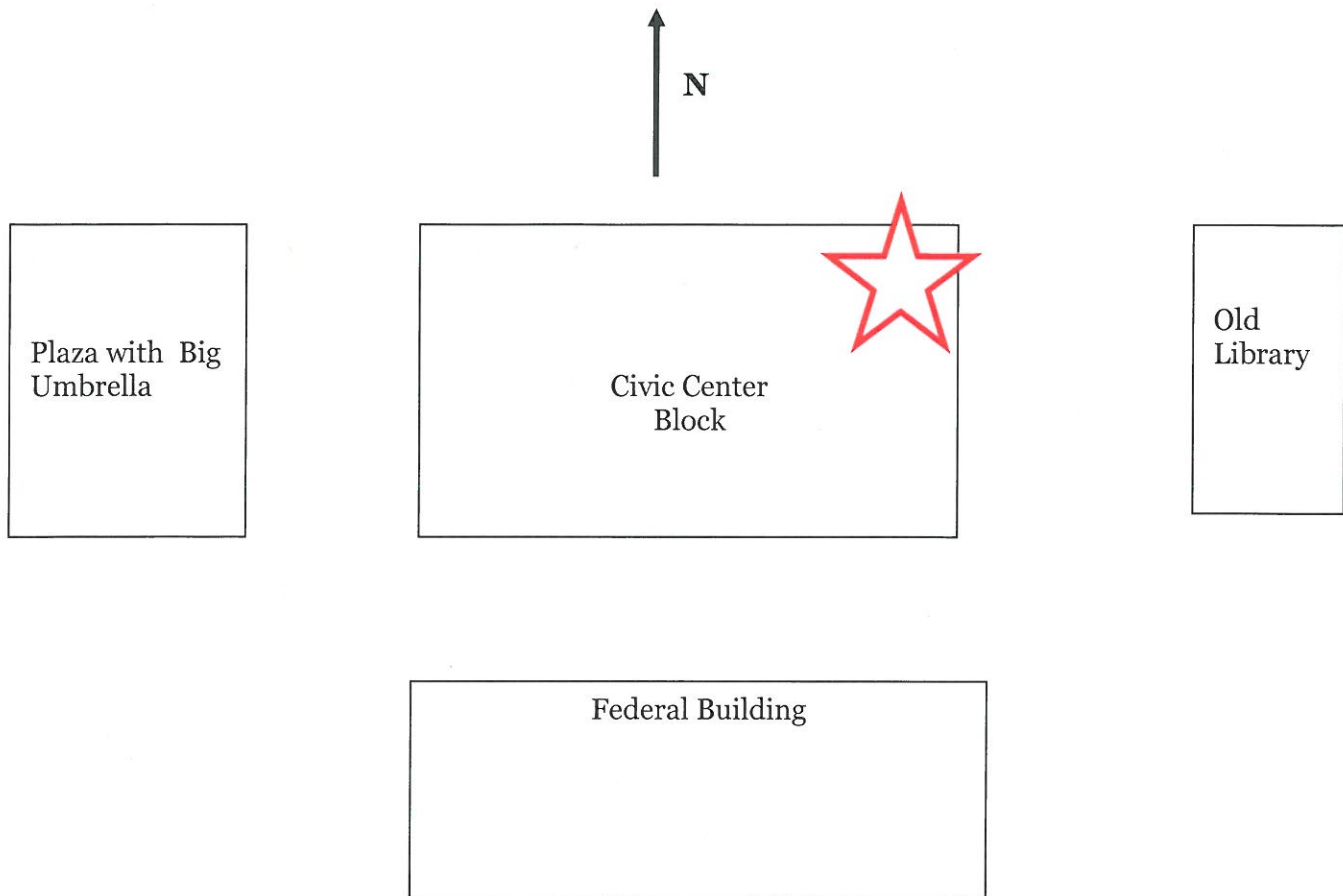 N
Plaza with Big
Umbrella
Civic Center
Block
Old
Library
Federal Building